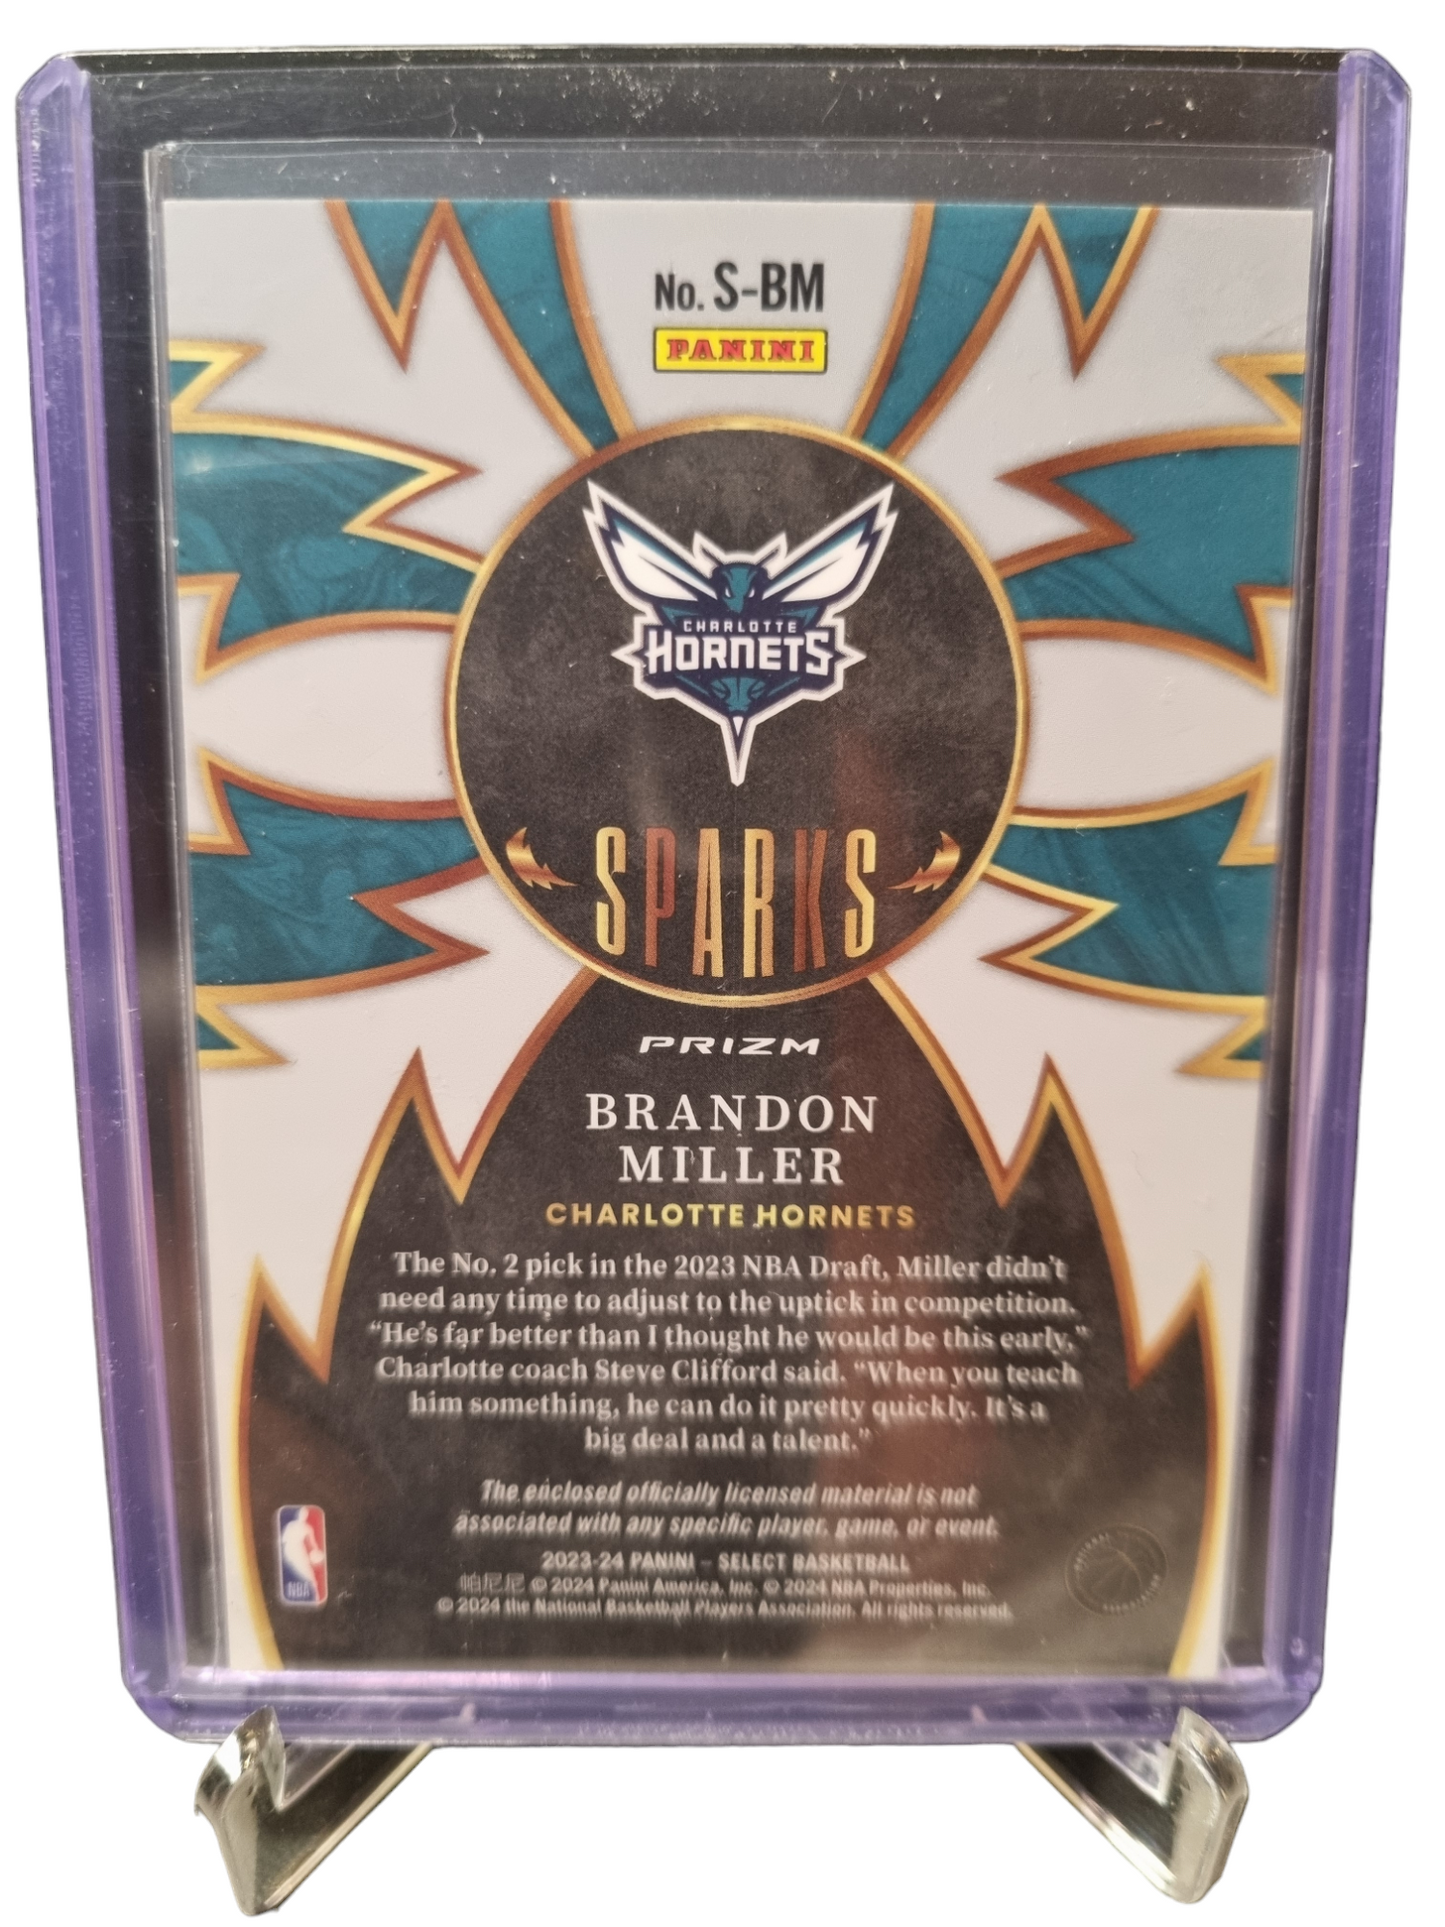 No. S-BM
PANINI
CHARLOTTE
HORNETS
SPARKS
PRIZM
BRANDON
MILLER
CHARLOTTE HORNETS
The No. 2 pick in the 2023 NBA Draft, Miller didn't
need any time to adjust to the uptick in competition.
“He's far better than I thought he would be this early,”
Charlotte coach Steve Clifford said. “When you teach
him something, he can do it pretty quickly. It's a
big deal and a talent.”
The enclosed officially licensed material is not
associated with any specific player, game, or event.
2023-24 PANINI – SELECT BASKETBALL
帕尼尼 © 2024 Panini America, Inc. © 2024 NBA Properties, Inc.
© 2024 the National Basketball Players Association. All rights reserved.
NBA